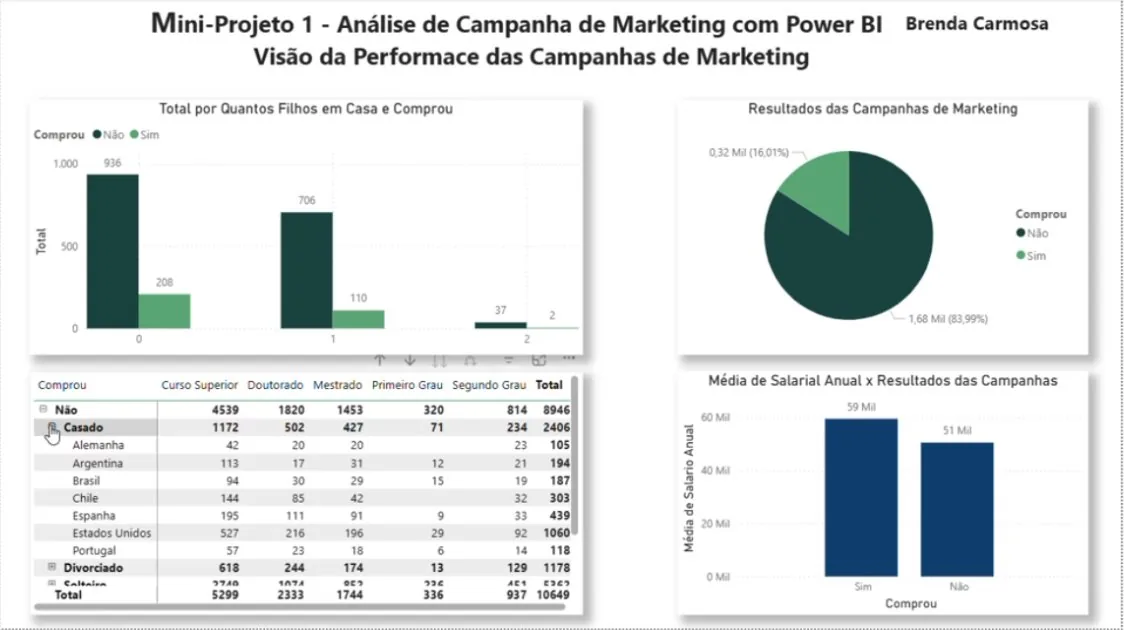 Mini-Projeto 1 - Análise de Campanha de Marketing com Power BI Brenda Carmosa
Visão da Performace das Campanhas de Marketing
Total por Quantos Filhos em Casa e Comprou
Comprou Não Sim
Total
1.000
500
0
936
208
706
110
37
2
0 1 2
Resultados das Campanhas de Marketing
0,32 Mil (16,01%)
1,68 Mil (83,99%)
Comprou
Não
Sim
Comprou Curso Superior Doutorado Mestrado Primeiro Grau Segundo Grau Total
Não 4539 1820 1453 320 814 8946
Casado 1172 502 427 71 234 2406
Alemanha 42 20 20 23 105
Argentina 113 17 31 12 21 194
Brasil 94 30 29 15 19 187
Chile 144 85 42 32 303
Espanha 195 111 91 9 33 439
Estados Unidos 527 216 196 29 92 1060
Portugal 57 23 18 6 14 118
Divorciado 618 244 174 13 129 1178
Solteiro 2749 1074 852 236 451 5362
Total 5299 2333 1744 336 937 10649
Média de Salarial Anual x Resultados das Campanhas
Média de Salario Anual
60 Mil
40 Mil
20 Mil
0 Mil
59 Mil
51 Mil
Sim Não
Comprou